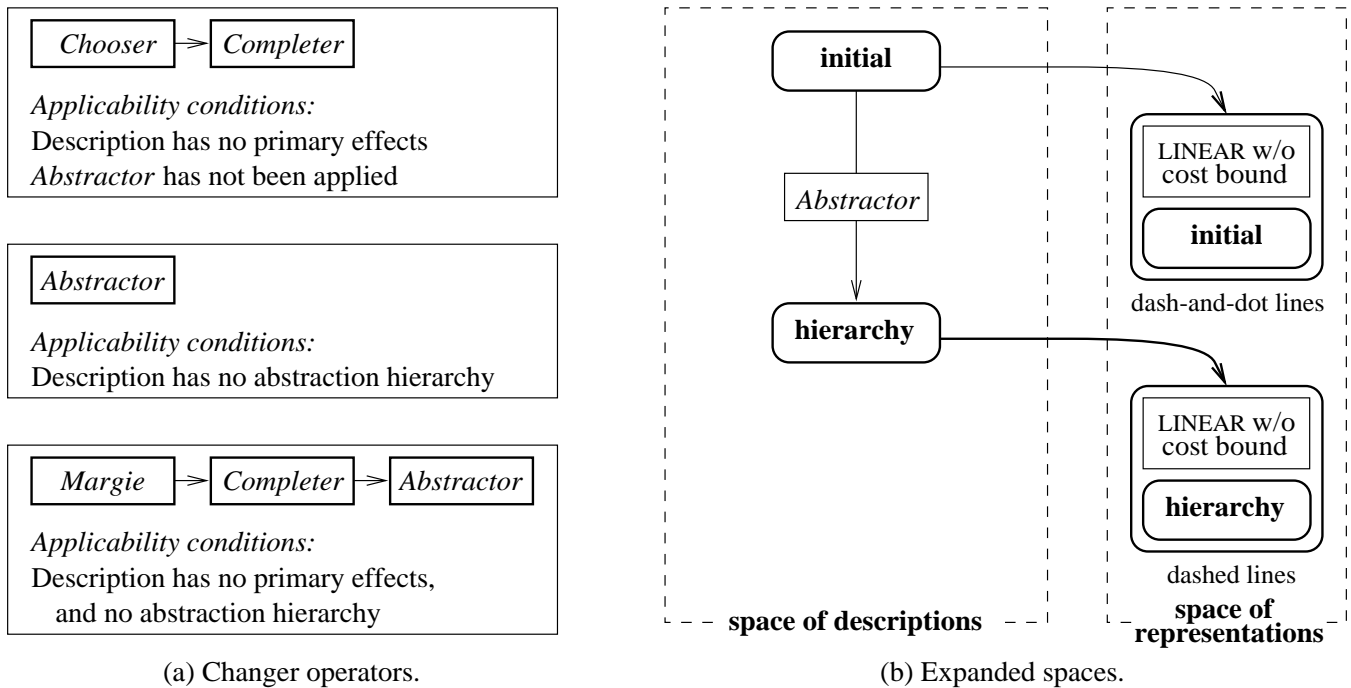 Chooser
Completer
Applicability conditions:
Description has no primary effects
Abstractor has not been applied
Abstractor
Applicability conditions:
Description has no abstraction hierarchy
Margie
Completer
Abstractor
Applicability conditions:
Description has no primary effects,
and no abstraction hierarchy
(a) Changer operators.
initial
Abstractor
hierarchy
space of descriptions
LINEAR w/o
cost bound
initial
dash-and-dot lines
LINEAR w/o
cost bound
hierarchy
dashed lines
space of
representations
(b) Expanded spaces.